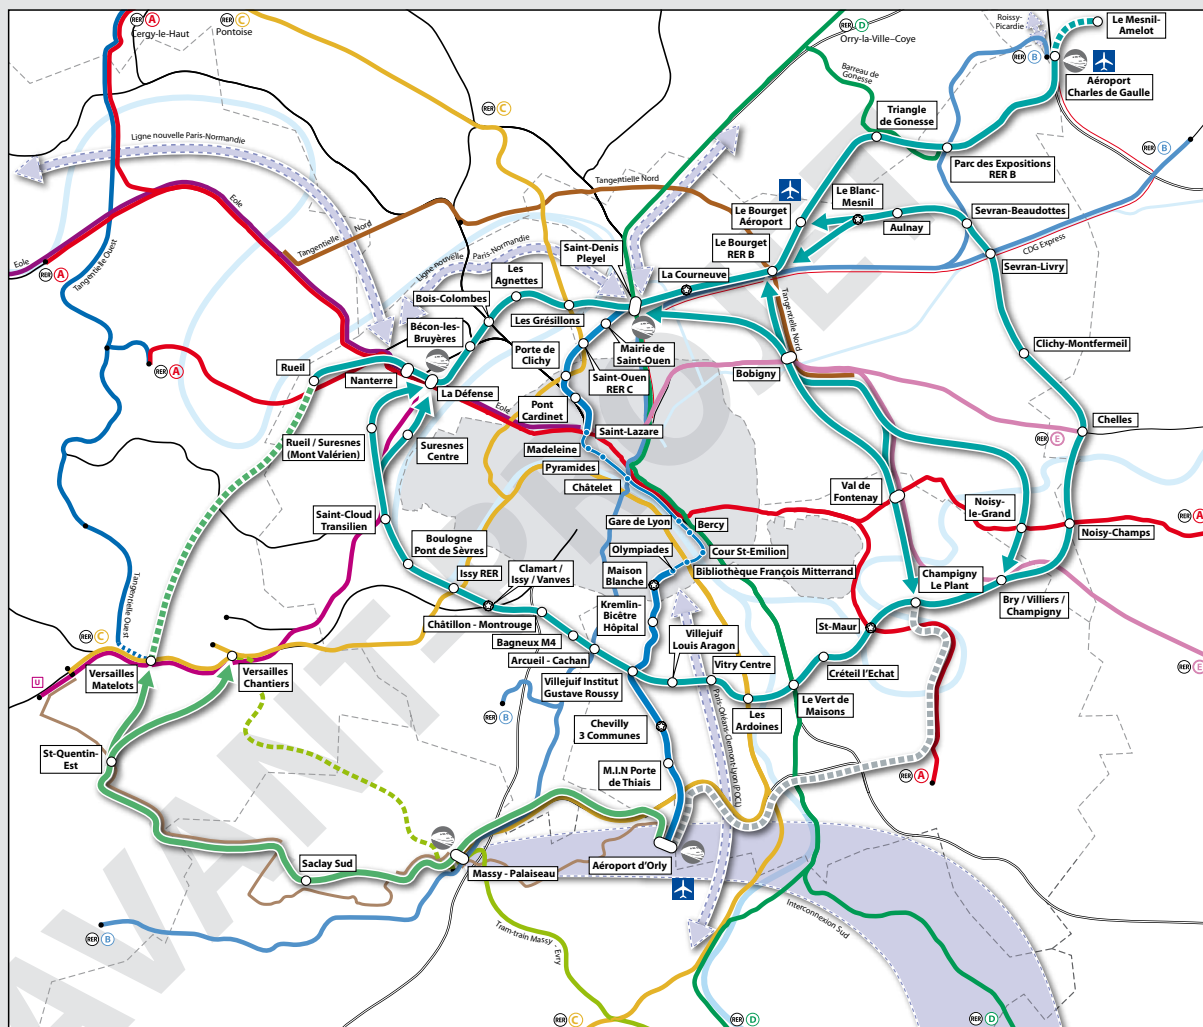 RER A
Cergy-le-Haut
RER C
Pontoise
RER D
Orry-la-Ville–Coye
Roissy-
Picardie
Le Mesnil-
Amelot
RER B
Aéroport
Charles de Gaulle
Barreau de
Gonesse
RER C
Triangle
de Gonesse
Ligne nouvelle Paris-Normandie
RER B
Parc des Expositions
RER B
Tangentielle Nord
Le Blanc-
Mesnil
Eole
Le Bourget
Aéroport
Sevran-Beaudottes
Aulnay
Tangentielle Nord
Ligne nouvelle Paris-Normandie
Saint-Denis
Pleyel
Le Bourget
RER B
CDG Express
Eole
RER A
Tangentielle Ouest
Les
Agnettes
La Courneuve
Sevran-Livry
Bois-Colombes
Les Grésillons
Tangentielle Nord
Bécon-les-
Bruyères
Porte de
Clichy
Mairie de
Saint-Ouen
Clichy-Montfermeil
RER A
Rueil
Nanterre
Saint-Ouen
RER C
Bobigny
La Défense
Pont
Cardinet
Eole
Chelles
RER E
Rueil / Suresnes
(Mont Valérien)
Suresnes
Centre
Saint-Lazare
Madeleine
Pyramides
Châtelet
Val de
Fontenay
Noisy-
le-Grand
RER A
Saint-Cloud
Transilien
Gare de Lyon
Bercy
Noisy-Champs
Boulogne
Pont de Sèvres
Olympiades
Cour St-Emilion
Issy RER
Clamart /
Issy / Vanves
Maison
Blanche
Bibliothèque François Mitterrand
Champigny
Le Plant
Bry / Villiers /
Champigny
Tangentielle Ouest
Châtillon - Montrouge
Kremlin-
Bicêtre
Hôpital
St-Maur
RER C
Bagneux M4
Villejuif
Louis Aragon
Arcueil - Cachan
Vitry Centre
Créteil l'Echat
RER E
Versailles
Matelots
Versailles
Chantiers
U
Villejuif Institut
Gustave Roussy
Le Vert de
Maisons
Paris-Orléans-Clermont-Lyon (POCL)
RER B
Chevilly
3 Communes
Les
Ardoines
St-Quentin-
Est
M.I.N Porte
de Thiais
RER A
Saclay Sud
Massy - Palaiseau
Aéroport d'Orly
RER B
Tram-train Massy - Evry
Interconnexion Sud
RER C
RER D
RER D
AVANT-PROJET